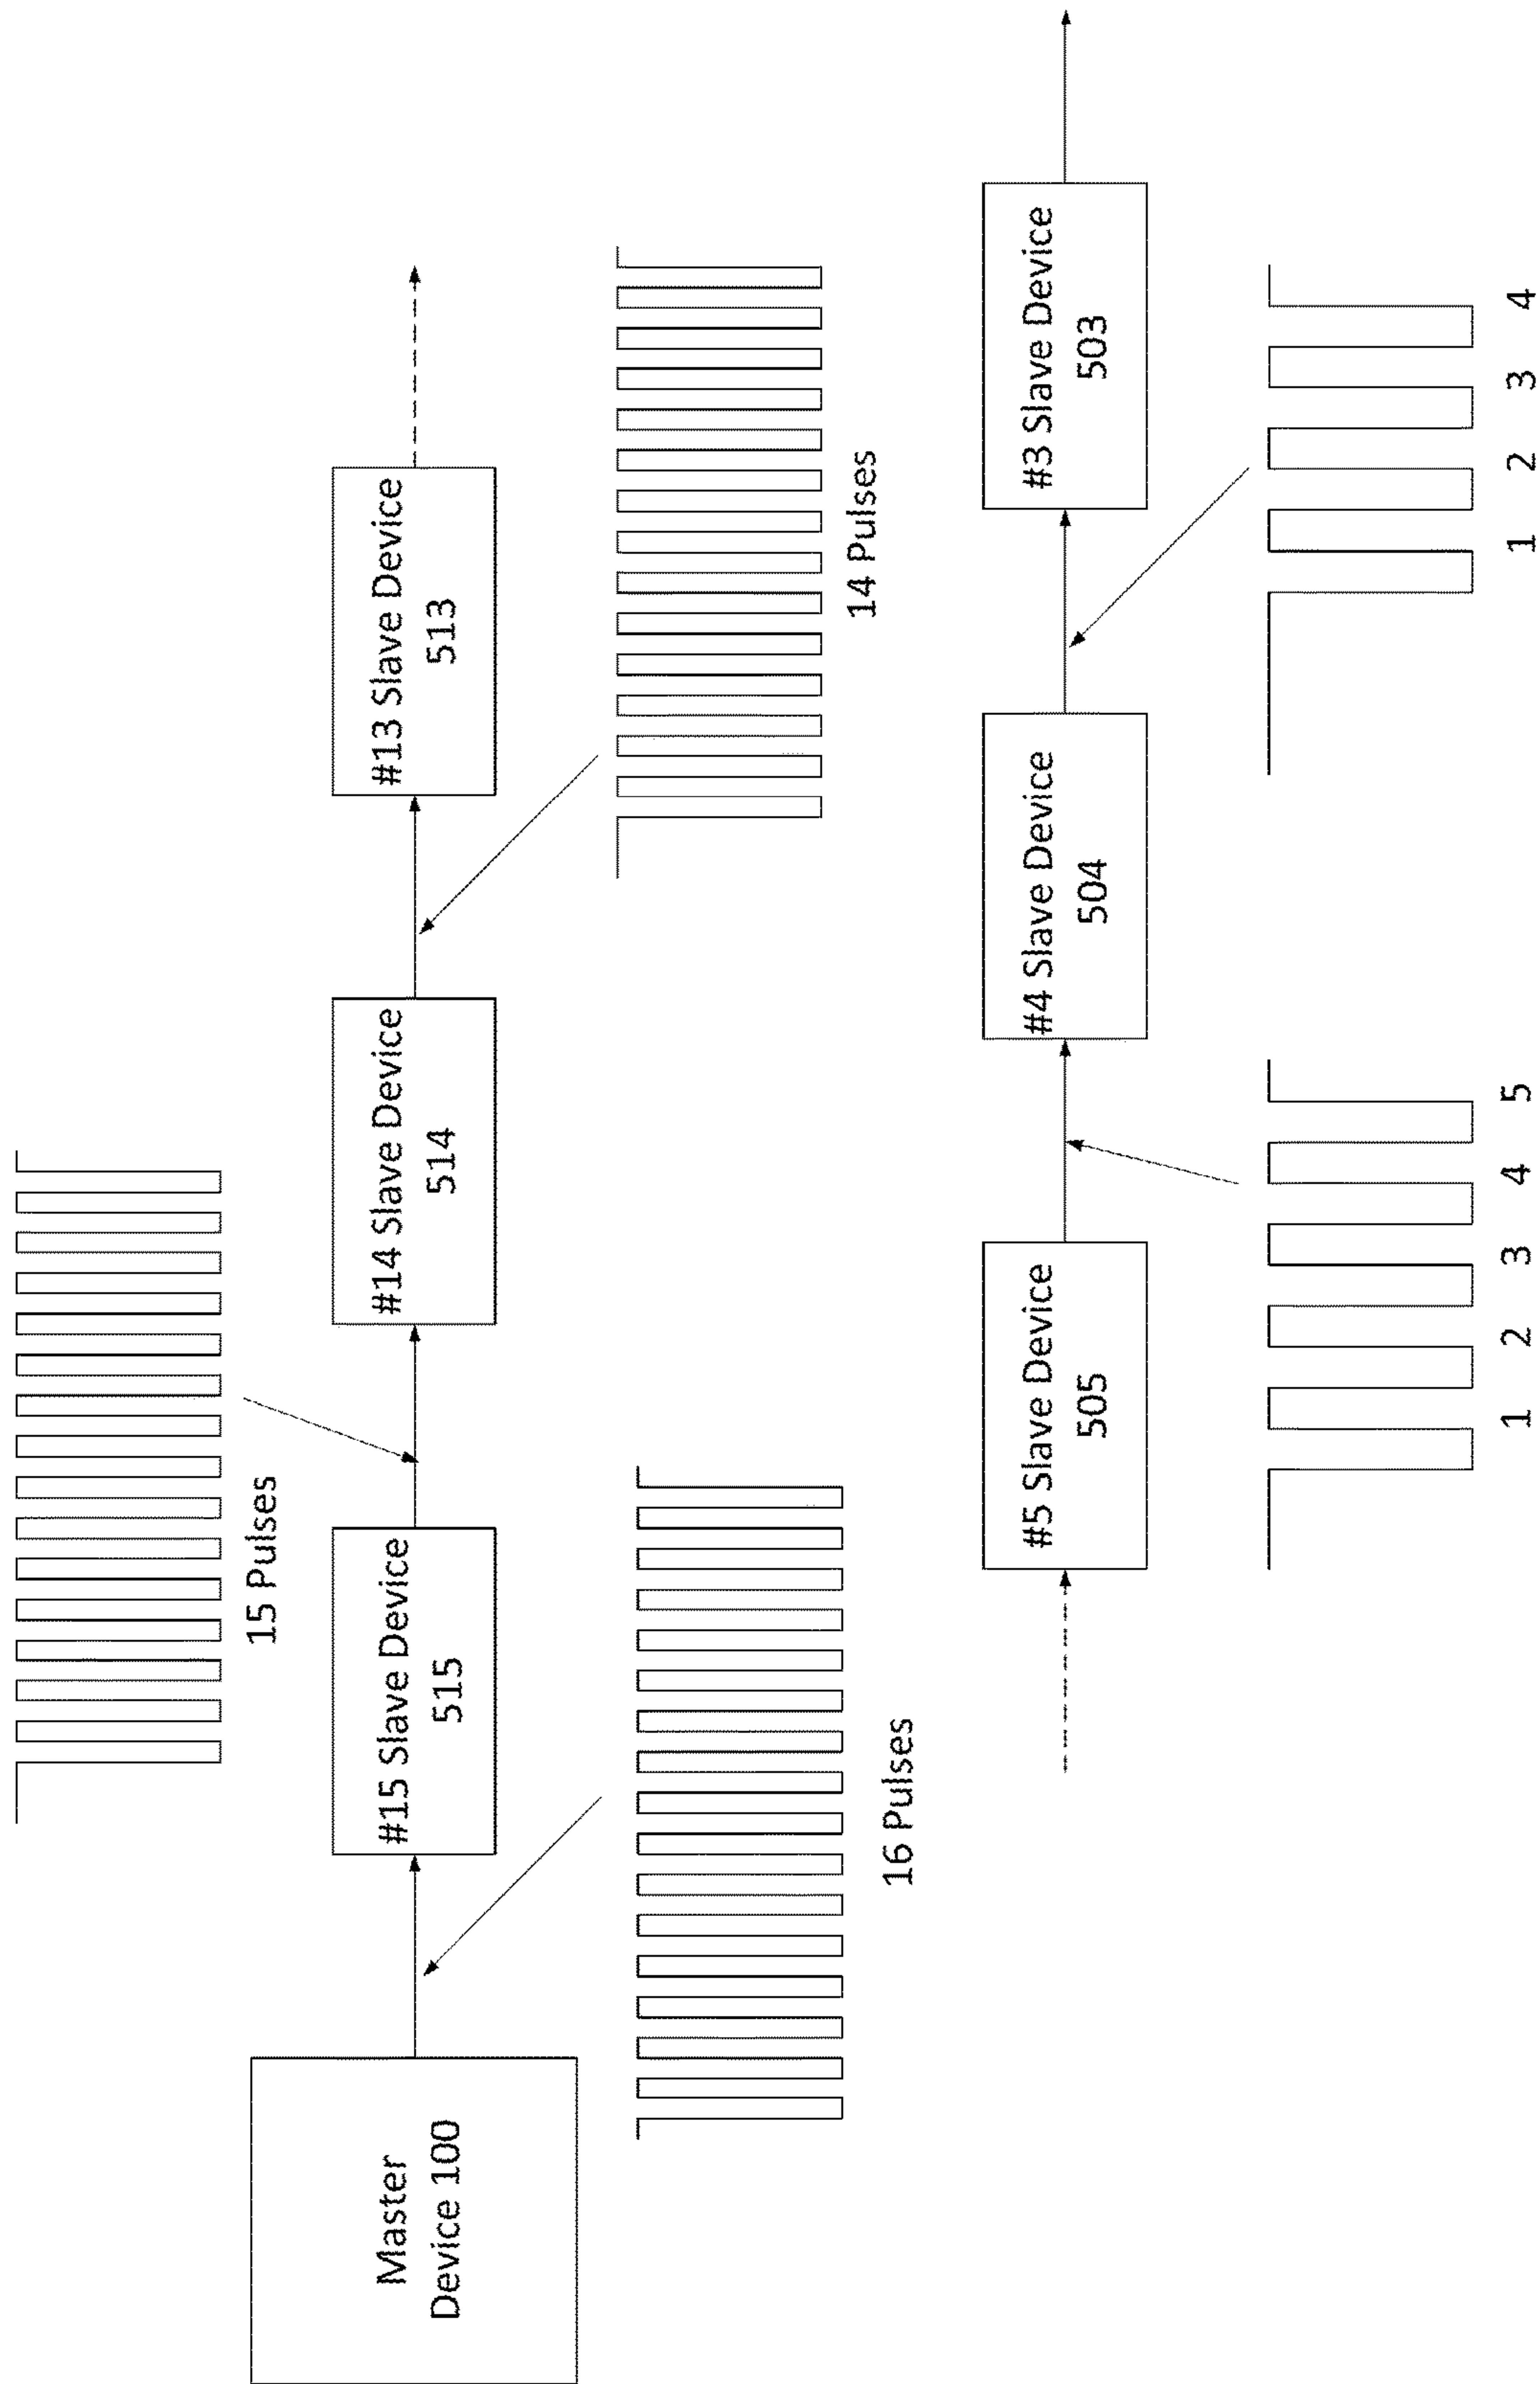 15 Pulses
Master
Device 100
#15 Slave Device
515
#14 Slave Device
514
#13 Slave Device
513
16 Pulses
14 Pulses
#5 Slave Device
505
#4 Slave Device
504
#3 Slave Device
503
1 2 3 4 5
1 2 3 4